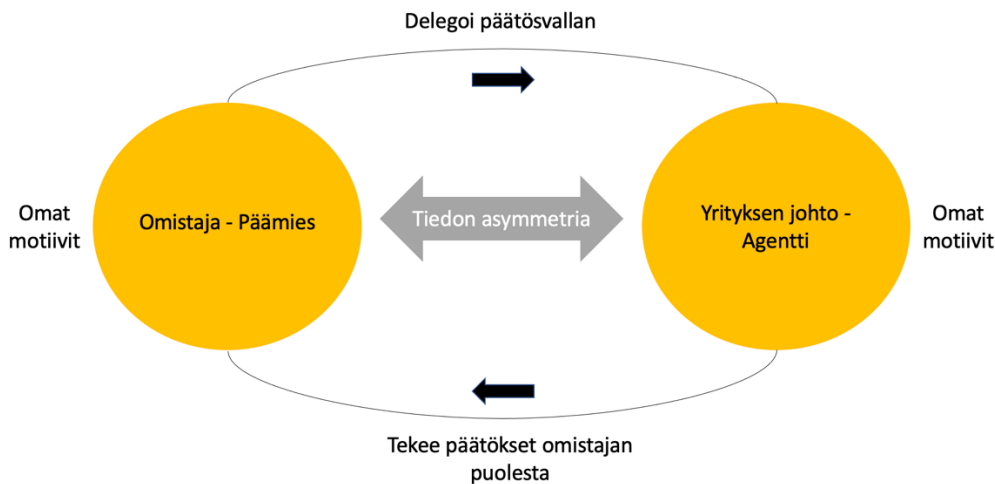 Delegoi päätösvallan
Omat
motiivit
Omistaja - Päämies
Tiedon asymmetria
Yrityksen johto -
Agentti
Omat
motiivit
Tekee päätökset omistajan
puolesta